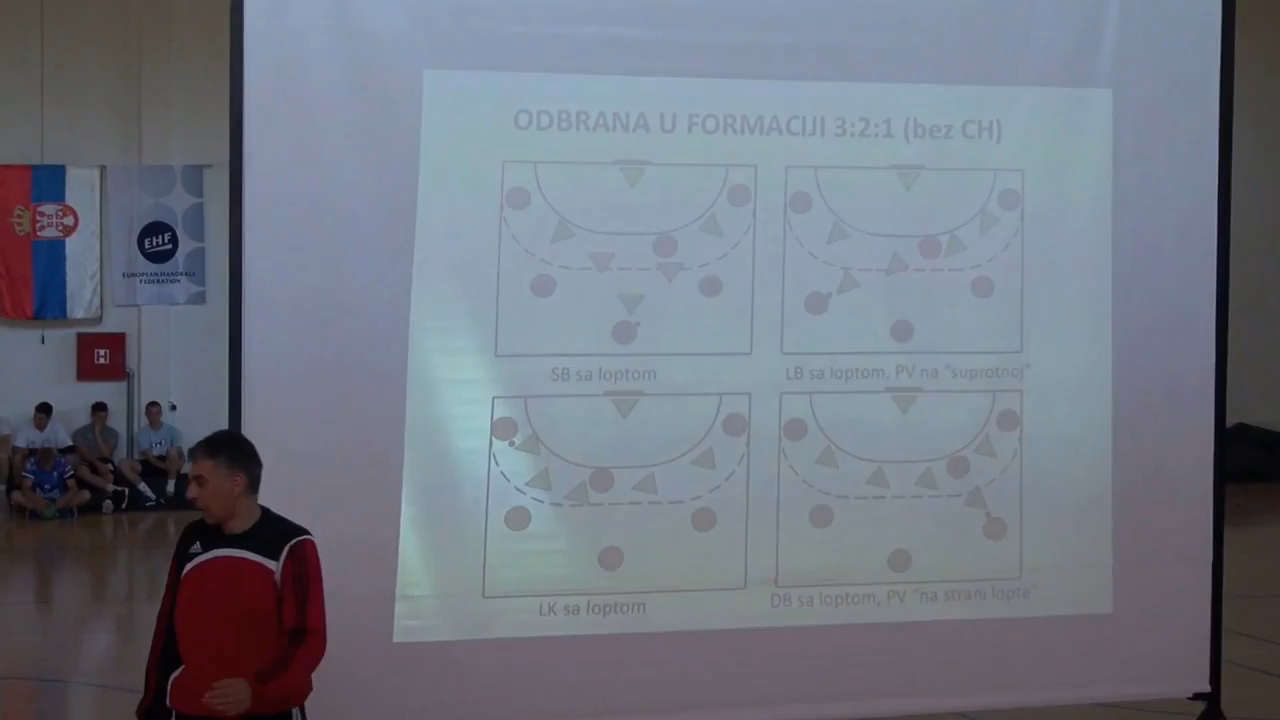 ODBRANA U FORMACIJI 3:2:1 (bez CH)
SB sa loptom
LB sa loptom, PV na "suprotnoj"
LK sa loptom
DB sa loptom, PV "na strani lopte"
EHF
EUROPEAN HANDBALL
FEDERATION
H